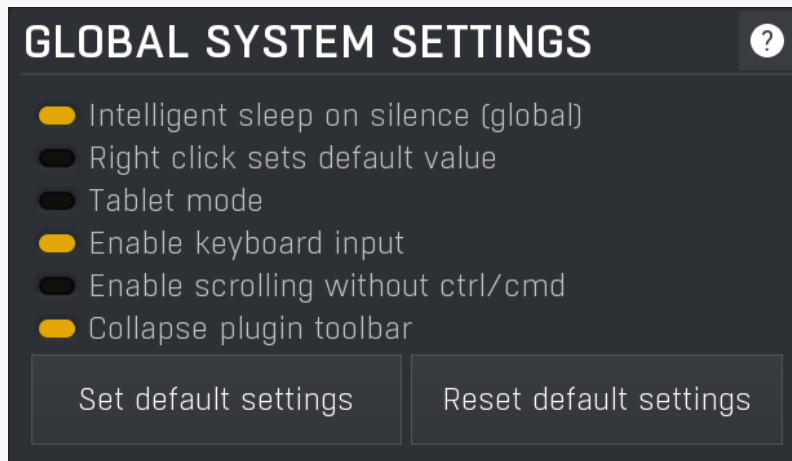 GLOBAL SYSTEM SETTINGS ?
Intelligent sleep on silence (global)
Right click sets default value
Tablet mode
Enable keyboard input
Enable scrolling without ctrl/cmd
Collapse plugin toolbar
Set default settings Reset default settings